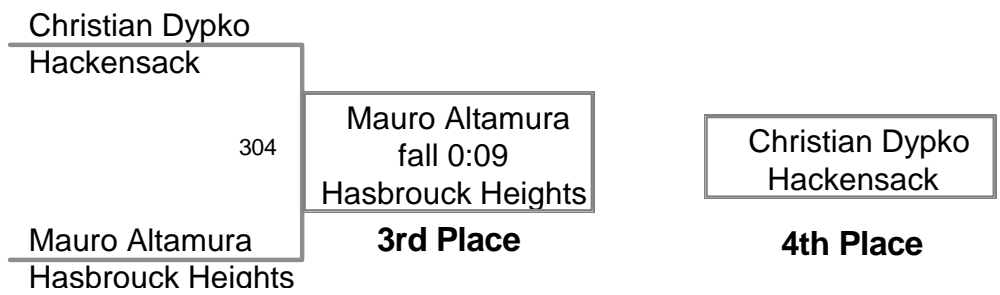 Christian Dypko
Hackensack
304
Mauro Altamura
fall 0:09
Hasbrouck Heights
3rd Place
Christian Dypko
Hackensack
4th Place
Mauro Altamura
Hasbrouck Heights